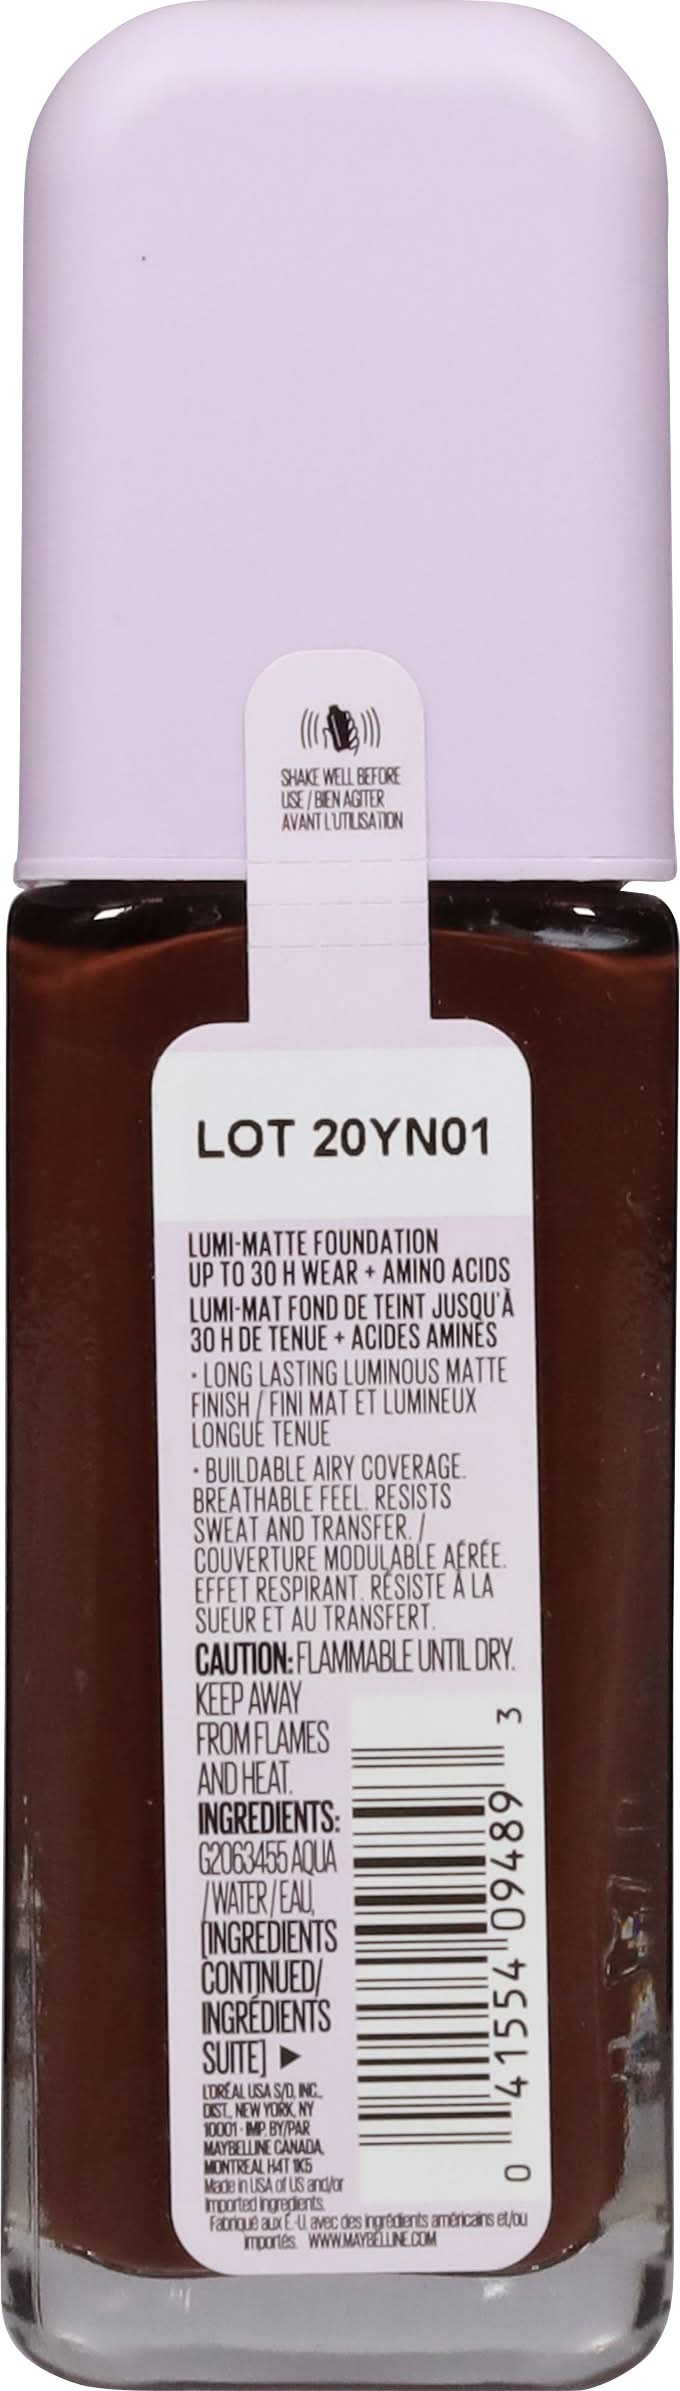 SHAKE WELL BEFORE
USE / BIEN AGITER
AVANT L'UTILISATION
LOT 20YN01
LUMI-MATTE FOUNDATION
UP TO 30 H WEAR + AMINO ACIDS
LUMI-MAT FOND DE TEINT JUSQU'À
30 H DE TENUE + ACIDES AMINÉS
• LONG LASTING LUMINOUS MATTE
FINISH / FINI MAT ET LUMINEUX
LONGUE TENUE
• BUILDABLE AIRY COVERAGE.
BREATHABLE FEEL. RESISTS
SWEAT AND TRANSFER. /
COUVERTURE MODULABLE AÉRÉE.
EFFET RESPIRANT. RÉSISTE À LA
SUEUR ET AU TRANSFERT.
CAUTION: FLAMMABLE UNTIL DRY.
KEEP AWAY
FROM FLAMES
AND HEAT.
INGREDIENTS:
G2063455 AQUA
/ WATER / EAU,
[INGREDIENTS
CONTINUED/
INGRÉDIENTS
SUITE] ▶
L'ORÉAL USA S/D, INC.,
DIST., NEW YORK, NY
10001 · IMP. BY/PAR
MAYBELLINE CANADA,
MONTREAL H4T 1K5
Made in USA of US and/or
imported ingredients.
Fabriqué aux É.-U. avec des ingrédients américains et/ou
importés. WWW.MAYBELLINE.COM
0 41554 09489 3